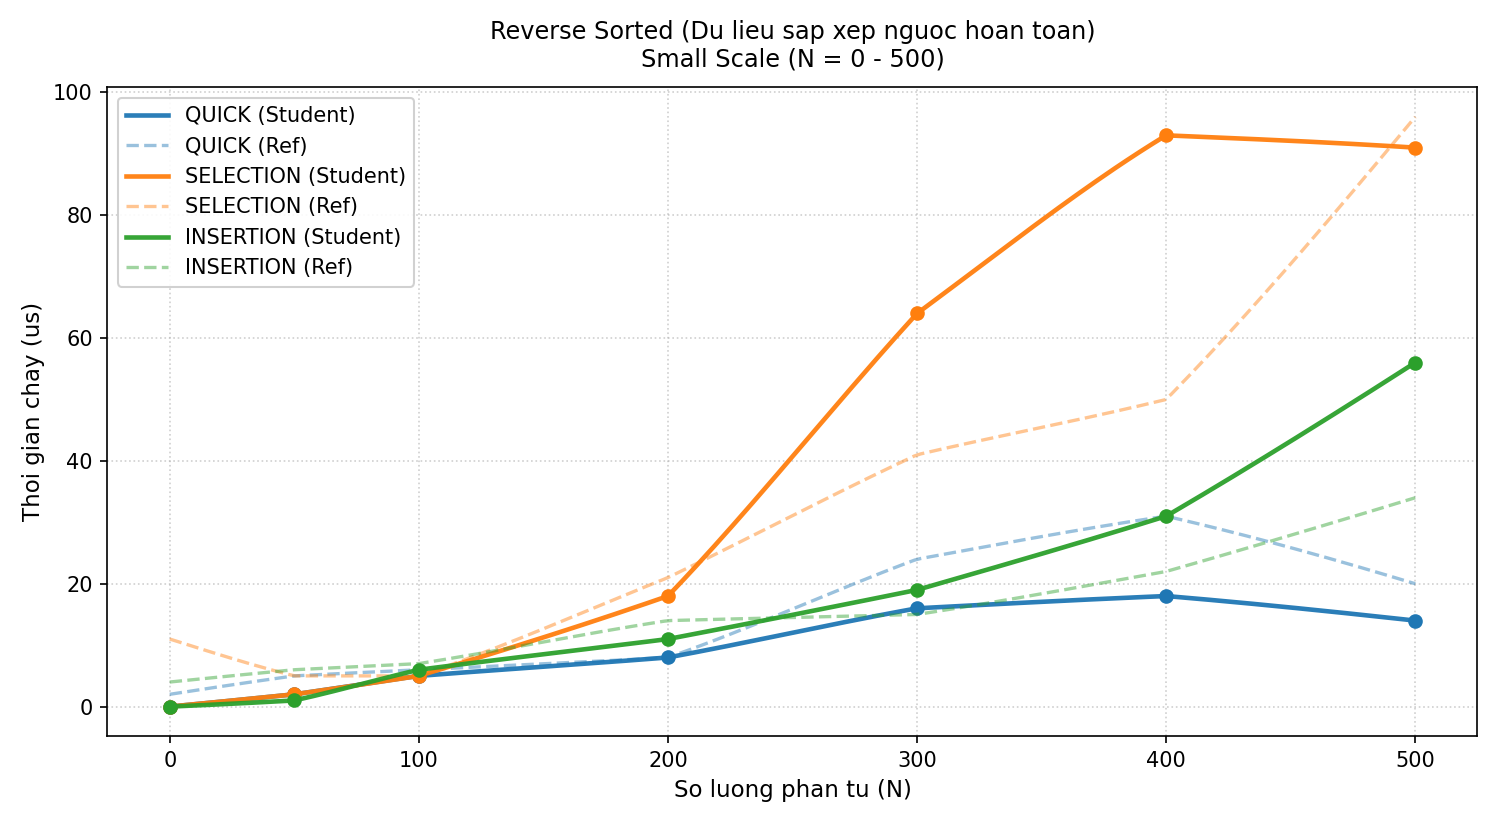 Reverse Sorted (Du lieu sap xep nguoc hoan toan)
Small Scale (N = 0 - 500)
QUICK (Student)
QUICK (Ref)
SELECTION (Student)
SELECTION (Ref)
INSERTION (Student)
INSERTION (Ref)
Thoi gian chay (us)
100
80
60
40
20
0
0
100
200
300
400
500
So luong phan tu (N)